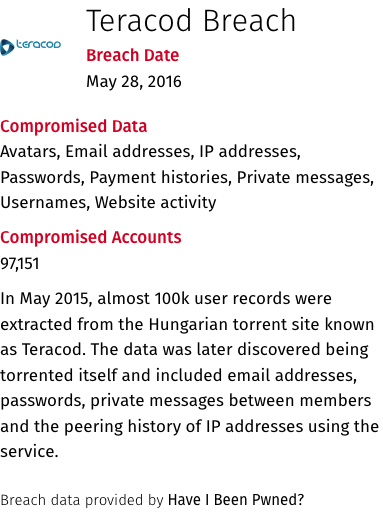 Teracod Breach
teracod
Breach Date
May 28, 2016
Compromised Data
Avatars, Email addresses, IP addresses,
Passwords, Payment histories, Private messages,
Usernames, Website activity
Compromised Accounts
97,151
In May 2015, almost 100k user records were
extracted from the Hungarian torrent site known
as Teracod. The data was later discovered being
torrented itself and included email addresses,
passwords, private messages between members
and the peering history of IP addresses using the
service.
Breach data provided by Have I Been Pwned?